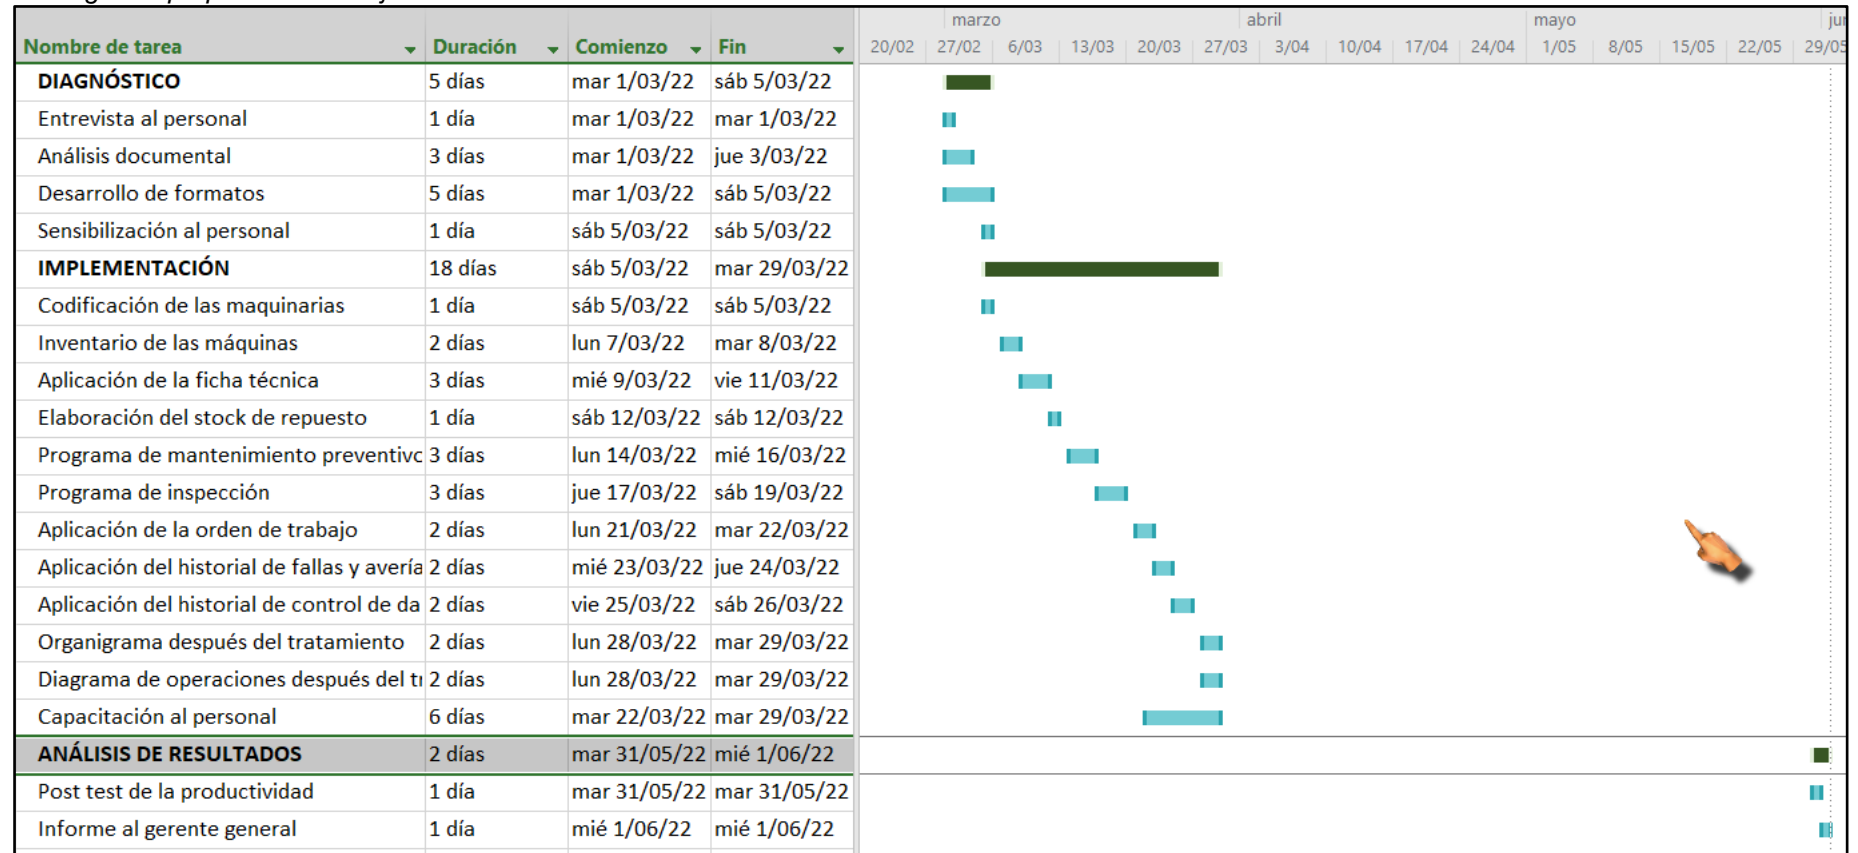 marzo abril mayo
Nombre de tarea Duración Comienzo Fin 20/02 27/02 6/03 13/03 20/03 27/03 3/04 10/04 17/04 24/04 1/05 8/05 15/05 22/05 29/05
DIAGNÓSTICO 5 días mar 1/03/22 sáb 5/03/22
Entrevista al personal 1 día mar 1/03/22 mar 1/03/22
Análisis documental 3 días mar 1/03/22 jue 3/03/22
Desarrollo de formatos 5 días mar 1/03/22 sáb 5/03/22
Sensibilización al personal 1 día sáb 5/03/22 sáb 5/03/22
IMPLEMENTACIÓN 18 días sáb 5/03/22 mar 29/03/22
Codificación de las maquinarias 1 día sáb 5/03/22 sáb 5/03/22
Inventario de las máquinas 2 días lun 7/03/22 mar 8/03/22
Aplicación de la ficha técnica 3 días mié 9/03/22 vie 11/03/22
Elaboración del stock de repuesto 1 día sáb 12/03/22 sáb 12/03/22
Programa de mantenimiento preventivo 3 días lun 14/03/22 mié 16/03/22
Programa de inspección 3 días jue 17/03/22 sáb 19/03/22
Aplicación de la orden de trabajo 2 días lun 21/03/22 mar 22/03/22
Aplicación del historial de fallas y avería 2 días mié 23/03/22 jue 24/03/22
Aplicación del historial de control de da 2 días vie 25/03/22 sáb 26/03/22
Organigrama después del tratamiento 2 días lun 28/03/22 mar 29/03/22
Diagrama de operaciones después del tr 2 días lun 28/03/22 mar 29/03/22
Capacitación al personal 6 días mar 22/03/22 mar 29/03/22
ANÁLISIS DE RESULTADOS 2 días mar 31/05/22 mié 1/06/22
Post test de la productividad 1 día mar 31/05/22 mar 31/05/22
Informe al gerente general 1 día mié 1/06/22 mié 1/06/22